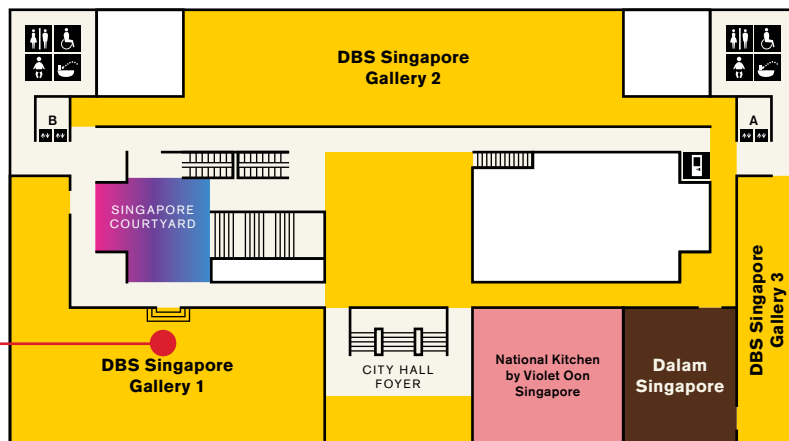 DBS Singapore
Gallery 2
B
A
SINGAPORE
COURTYARD
DBS Singapore
Gallery 3
DBS Singapore
Gallery 1
CITY HALL
FOYER
National Kitchen
by Violet Oon
Singapore
Dalam
Singapore